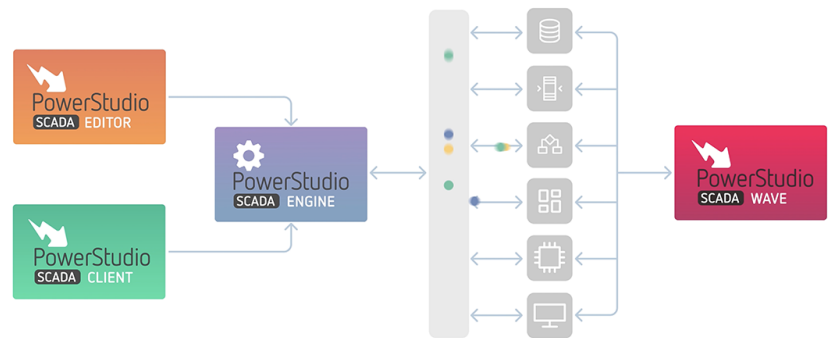 PowerStudio
SCADA EDITOR
PowerStudio
SCADA ENGINE
PowerStudio
SCADA CLIENT
PowerStudio
SCADA WAVE